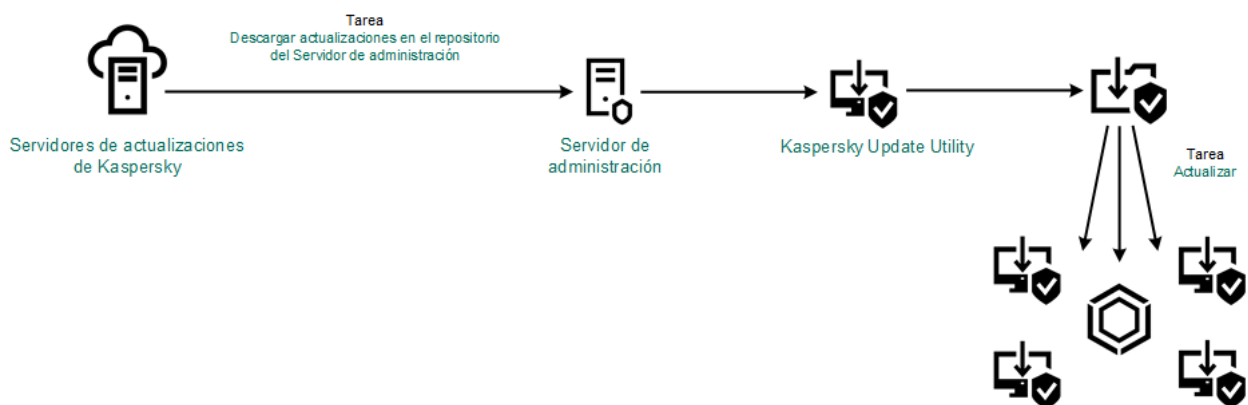 Tarea
Descargar actualizaciones en el repositorio
del Servidor de administración
Servidores de actualizaciones
de Kaspersky
Servidor de
administración
Kaspersky Update Utility
Tarea
Actualizar